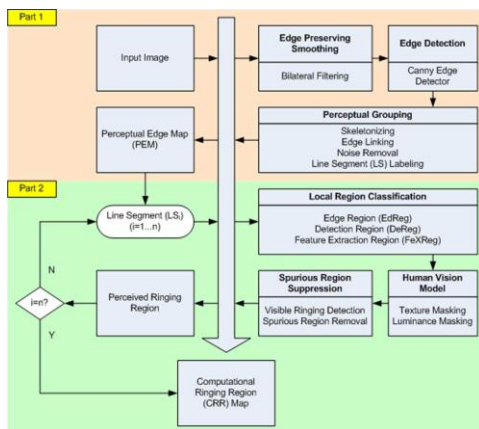 Part 1
Input Image
Edge Preserving
Smoothing
Bilateral Filtering
Edge Detection
Canny Edge
Detector
Perceptual Edge Map
(PEM)
Perceptual Grouping
Skeletonizing
Edge Linking
Noise Removal
Line Segment (LS) Labeling
Part 2
Line Segment (LSᵢ)
(i=1...n)
Local Region Classification
Edge Region (EdReg)
Detection Region (DeReg)
Feature Extraction Region (FeXReg)
N
i=n?
Y
Perceived Ringing
Region
Spurious Region
Suppression
Visible Ringing Detection
Spurious Region Removal
Human Vision
Model
Texture Masking
Luminance Masking
Computational
Ringing Region
(CRR) Map